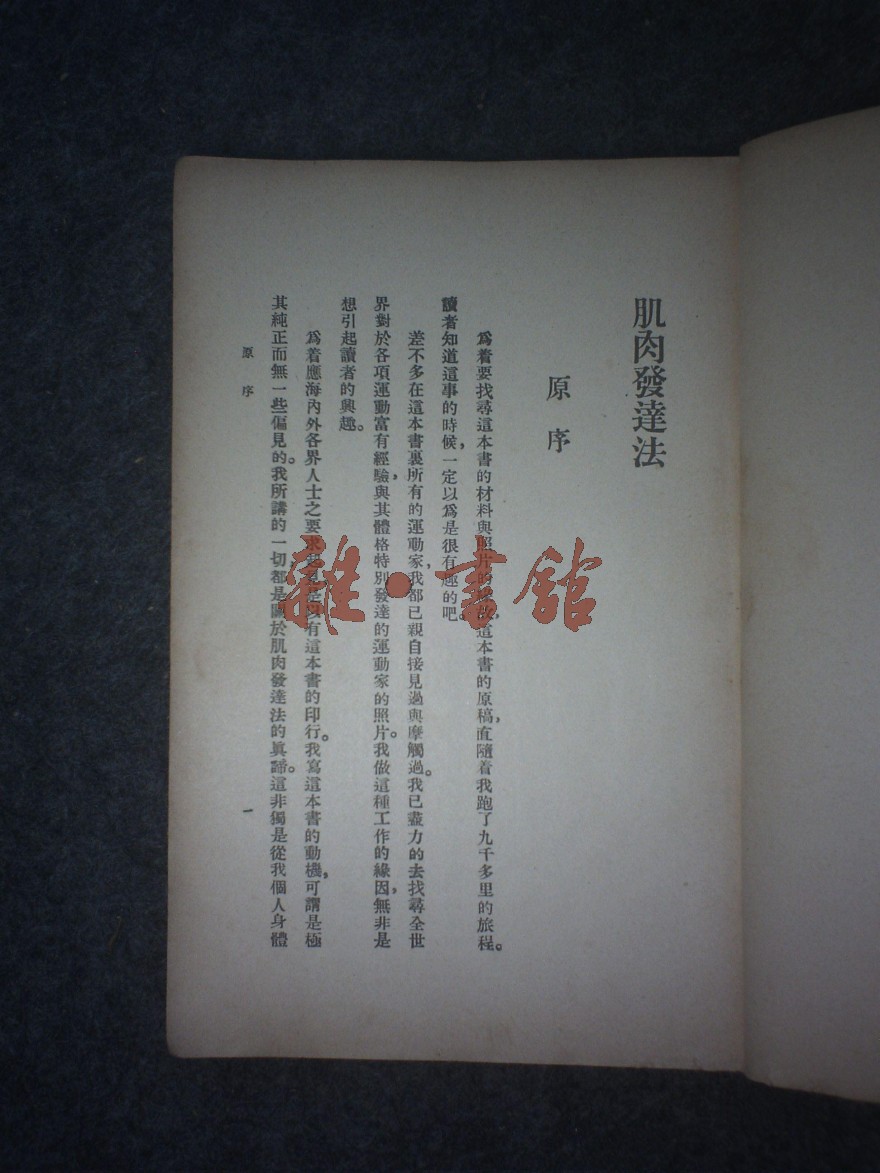 肌肉發達法
原序
爲着要找尋這本書的材料與照片的緣故,這本書的原稿,直隨着我跑了九千多里的旅程。
讀者知道這事的時候,一定以爲是很有趣的吧。
差不多在這本書裏所有的運動家,我都已親自接見過與摩觸過。我已盡力的去找尋全世
界對於各項運動富有經驗,與其體格特別發達的運動家的照片。我做這種工作的緣因,無非是
想引起讀者的興趣。
爲着應海內外各界人士之要求起見,是以有這本書的印行。我寫這本書的動機,可謂是極
其純正而無一些偏見的。我所講的一切,都是關於肌肉發達法的眞諦。這非獨是從我個人身體
原序
一
雜·書館